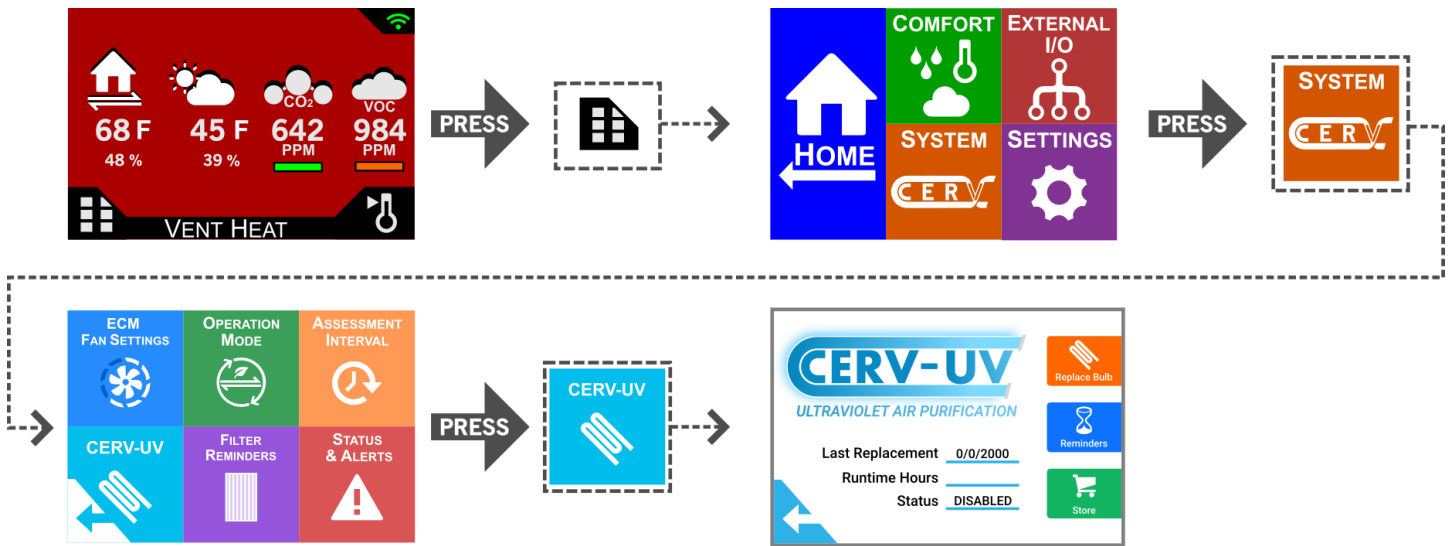 68 F
48 %
45 F
39 %
CO2
642
PPM
VOC
984
PPM
VENT HEAT
PRESS
HOME
COMFORT
EXTERNAL
I/O
SYSTEM
CERV
SETTINGS
PRESS
SYSTEM
CERV
ECM
FAN SETTINGS
OPERATION
MODE
ASSESSMENT
INTERVAL
CERV-UV
FILTER
REMINDERS
STATUS
& ALERTS
PRESS
CERV-UV
CERV-UV
ULTRAVIOLET AIR PURIFICATION
Last Replacement 0/0/2000
Runtime Hours
Status DISABLED
Replace Bulb
Reminders
Store